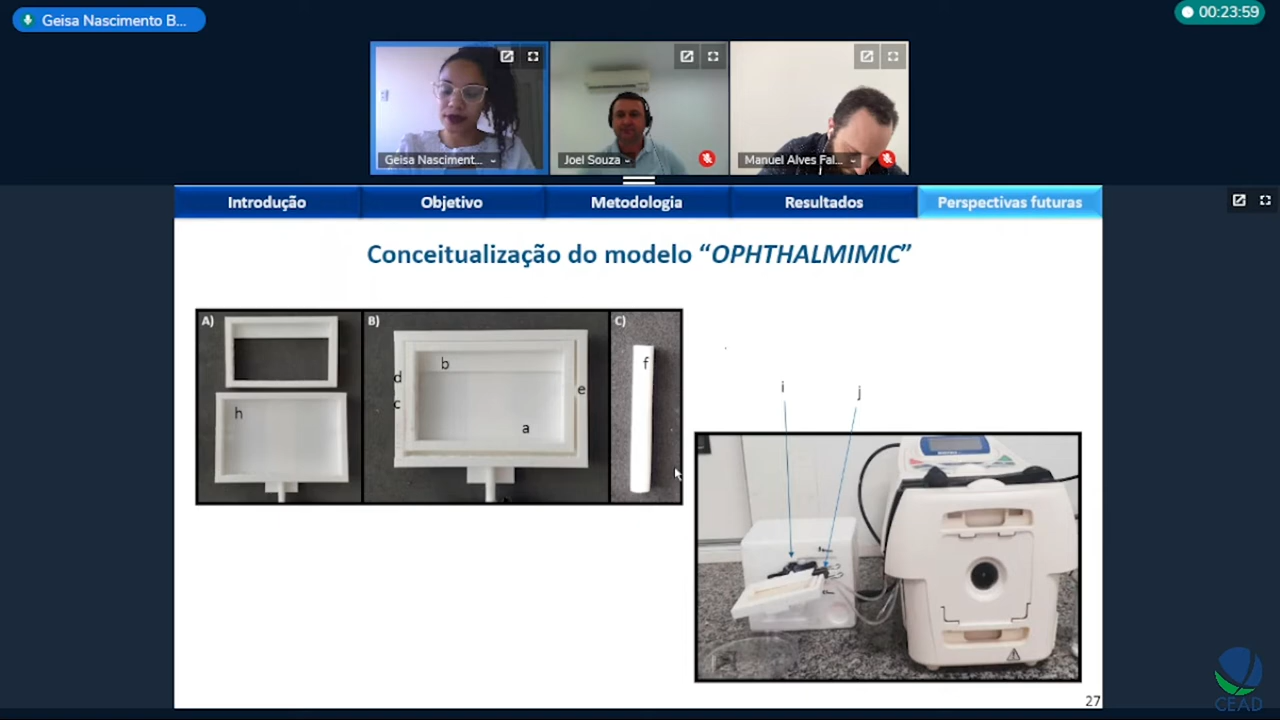 Geisa Nascimento B...
00:23:59
Geisa Nasciment...
Joel Souza
Manuel Alves Fal...
Introdução
Objetivo
Metodologia
Resultados
Perspectivas futuras
Conceitualização do modelo “OPHTHALMIMIC”
A)
B)
C)
h
b
d
c
e
a
f
i
j
27
CEAD